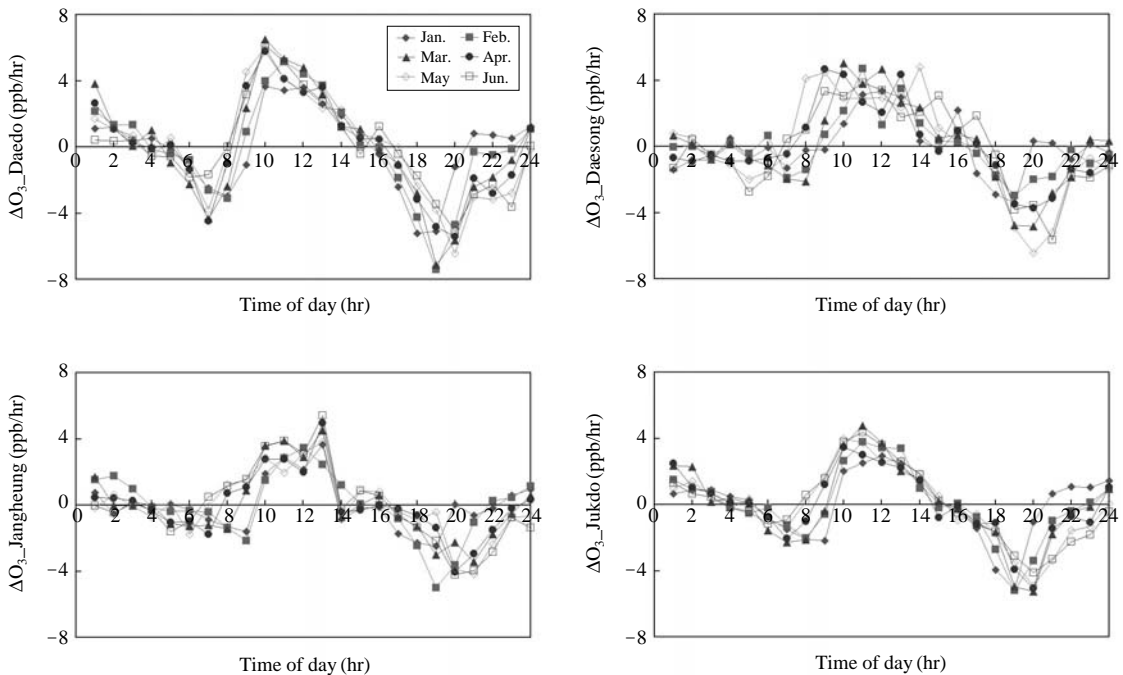 8
4
0
−4
−8
ΔO₃_Daedo (ppb/hr)
Jan. Feb.
Mar. Apr.
May Jun.
2 4 6 8 10 12 14 16 18 20 22 24
Time of day (hr)
8
4
0
−4
−8
ΔO₃_Daesong (ppb/hr)
0 2 4 6 8 10 12 14 16 18 20 22 24
Time of day (hr)
8
4
0
−4
−8
ΔO₃_Jangheung (ppb/hr)
0 2 4 6 8 10 12 14 16 18 20 22 24
Time of day (hr)
8
4
0
−4
−8
ΔO₃_Jukdo (ppb/hr)
0 2 4 6 8 10 12 14 16 18 20 22 24
Time of day (hr)